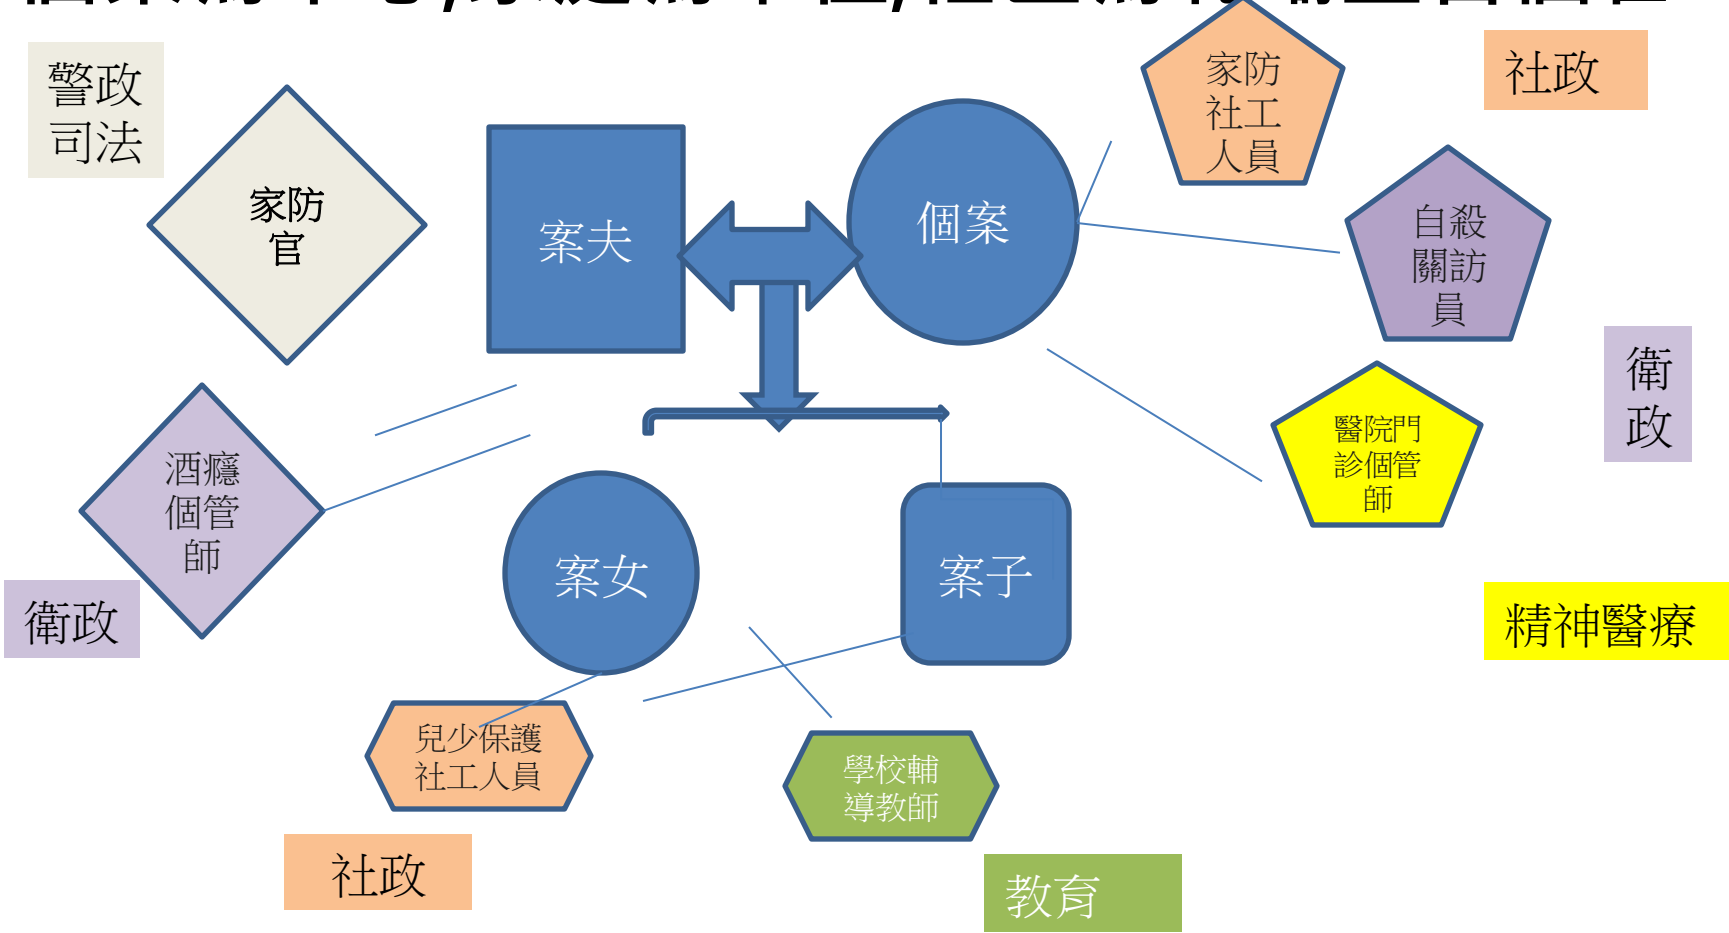 警政
司法
家防
官
案夫
個案
家防
社工
人員
社政
自殺
關訪
員
衛
政
醫院門
診個管
師
酒癮
個管
師
衛政
案女
案子
精神醫療
兒少保護
社工人員
學校輔
導教師
社政
教育